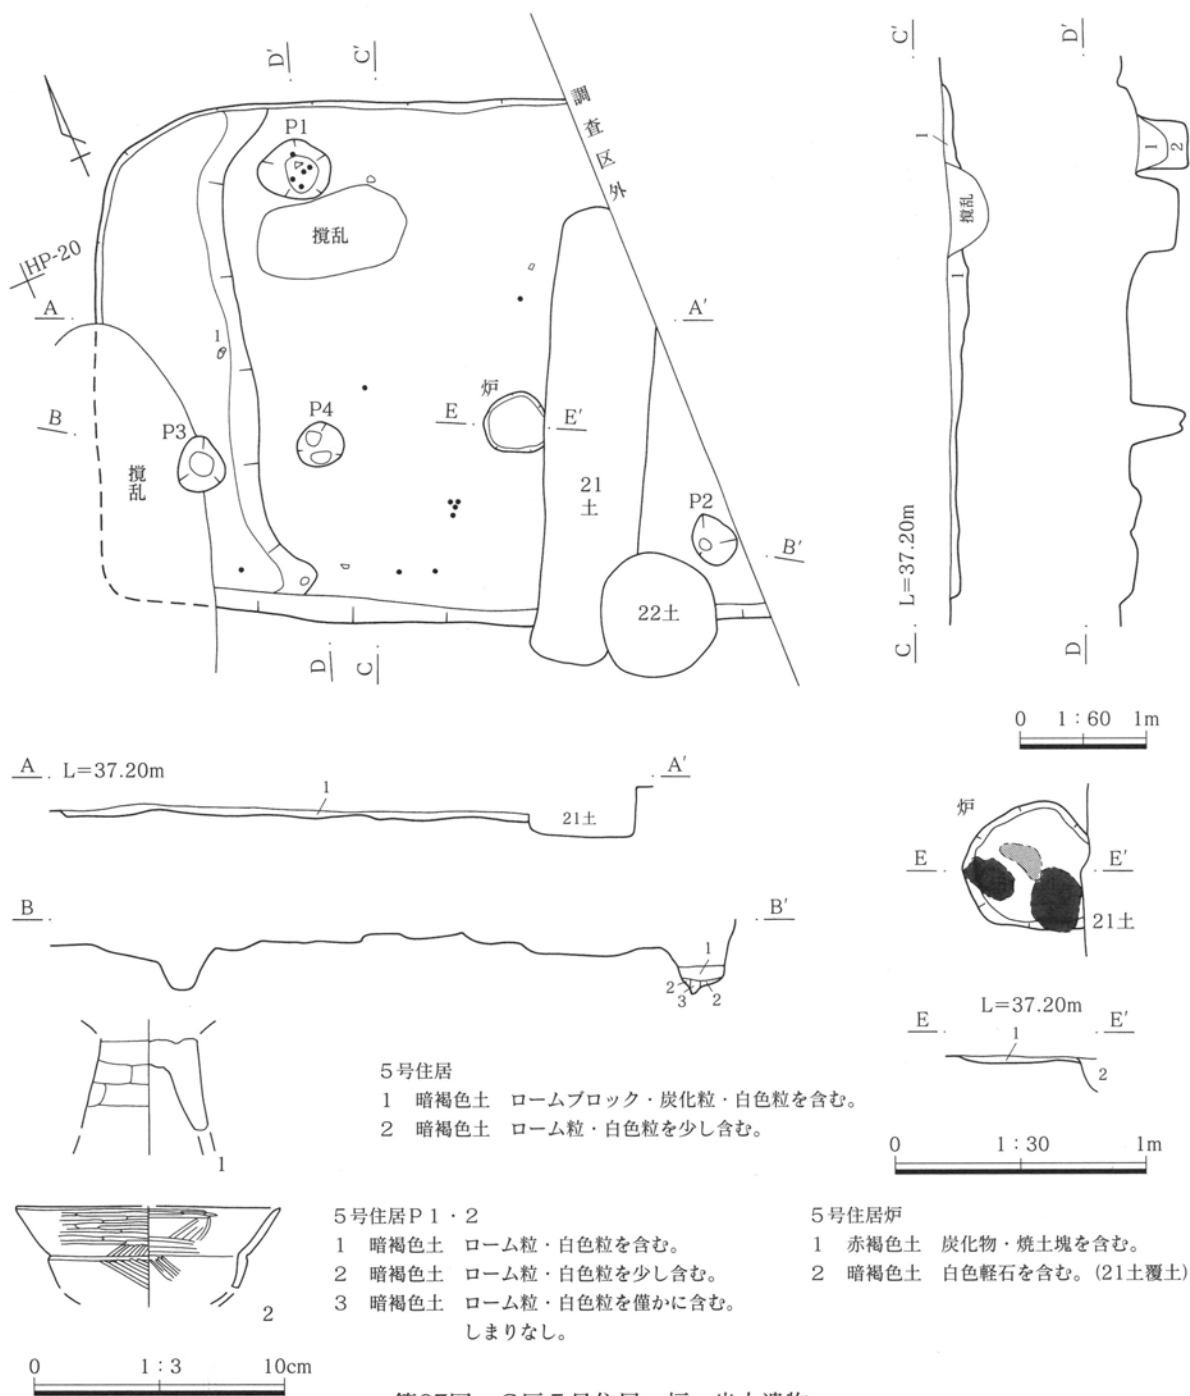 D′
C′
調査区外
P1
攪乱
HP-20
A
A′
1
炉
B
P4
E
E′
P3
攪乱
21土
P2
B′
22土
D
C
C′
D′
1
攪乱
1
1
2
L=37.20m
C
D
0 1:60 1m
A L=37.20m A′
1
21土
B B′
1
2
3
2
炉
E E′
21土
L=37.20m
E E′
1
2
0 1:30 1m
1
2
0 1:3 10cm
5号住居
1 暗褐色土 ロームブロック・炭化粒・白色粒を含む。
2 暗褐色土 ローム粒・白色粒を少し含む。
5号住居P1・2
1 暗褐色土 ローム粒・白色粒を含む。
2 暗褐色土 ローム粒・白色粒を少し含む。
3 暗褐色土 ローム粒・白色粒を僅かに含む。
しまりなし。
5号住居炉
1 赤褐色土 炭化物・焼土塊を含む。
2 暗褐色土 白色軽石を含む。(21土覆土)